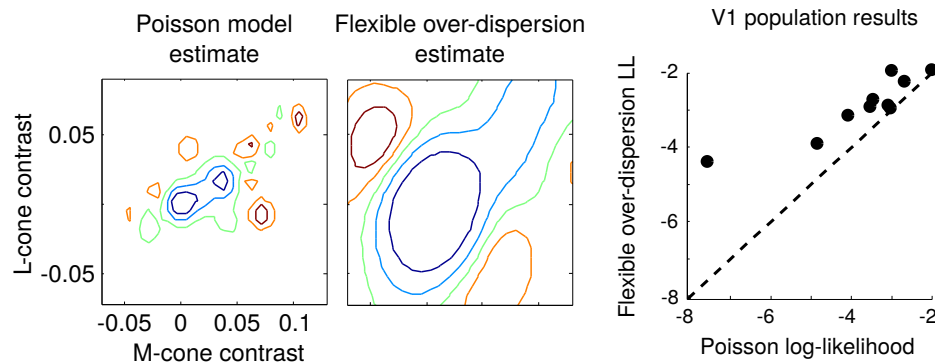 Poisson model
estimate
Flexible over-dispersion
estimate
V1 population results
L-cone contrast
0.05
-0.05
-0.05 0 0.05 0.1
M-cone contrast
Flexible over-dispersion LL
-2
-4
-6
-8
-8 -6 -4 -2
Poisson log-likelihood